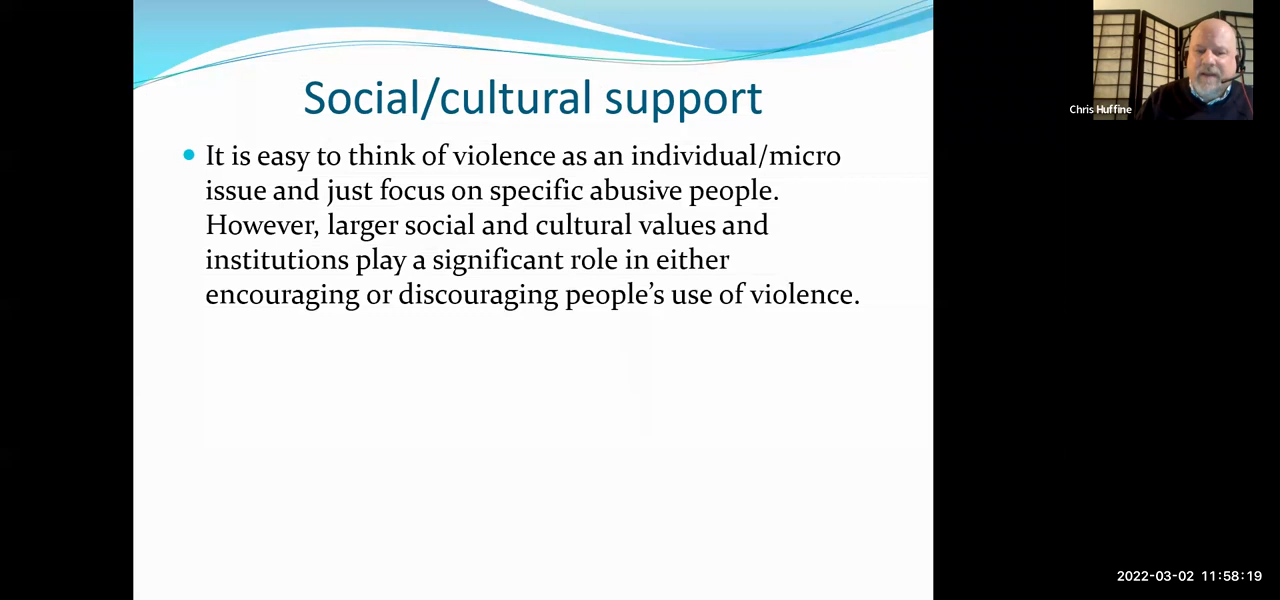 Social/cultural support
Chris Huffine
It is easy to think of violence as an individual/micro
issue and just focus on specific abusive people.
However, larger social and cultural values and
institutions play a significant role in either
encouraging or discouraging people’s use of violence.
2022-03-02 11:58:19